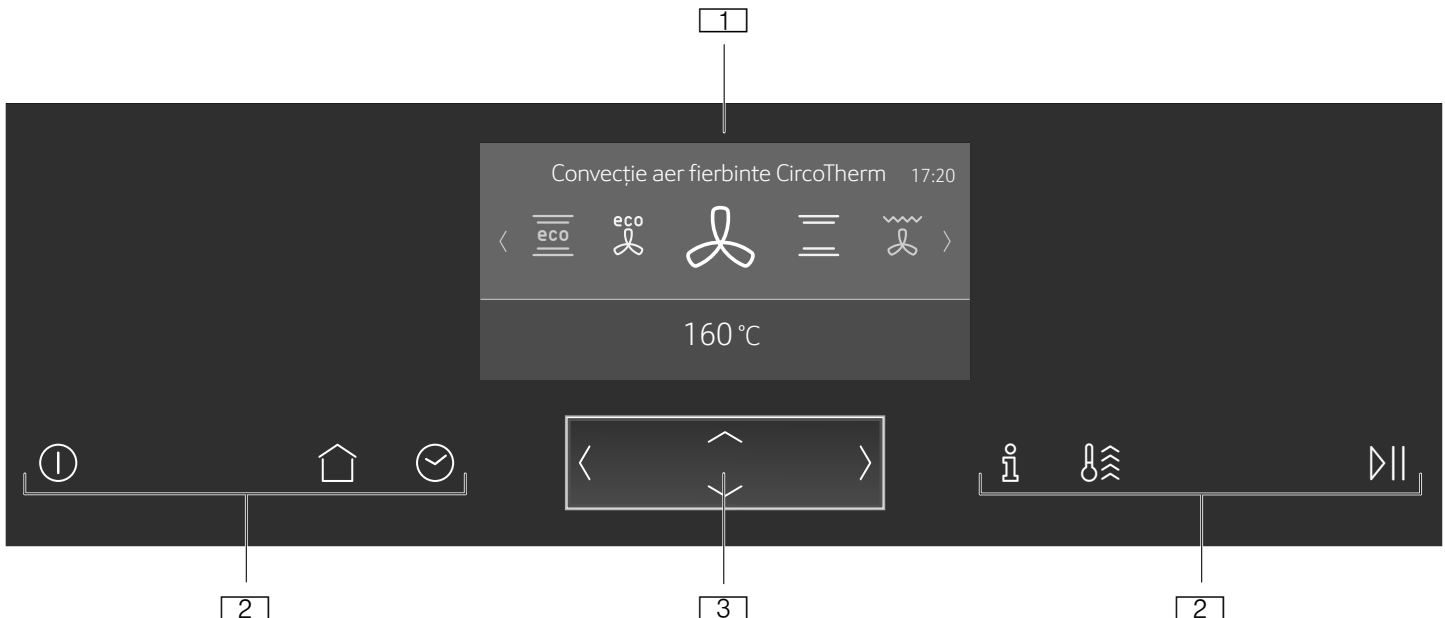 1
Convecție aer fierbinte CircoTherm 17:20
eco eco
160 °C
2 3 2